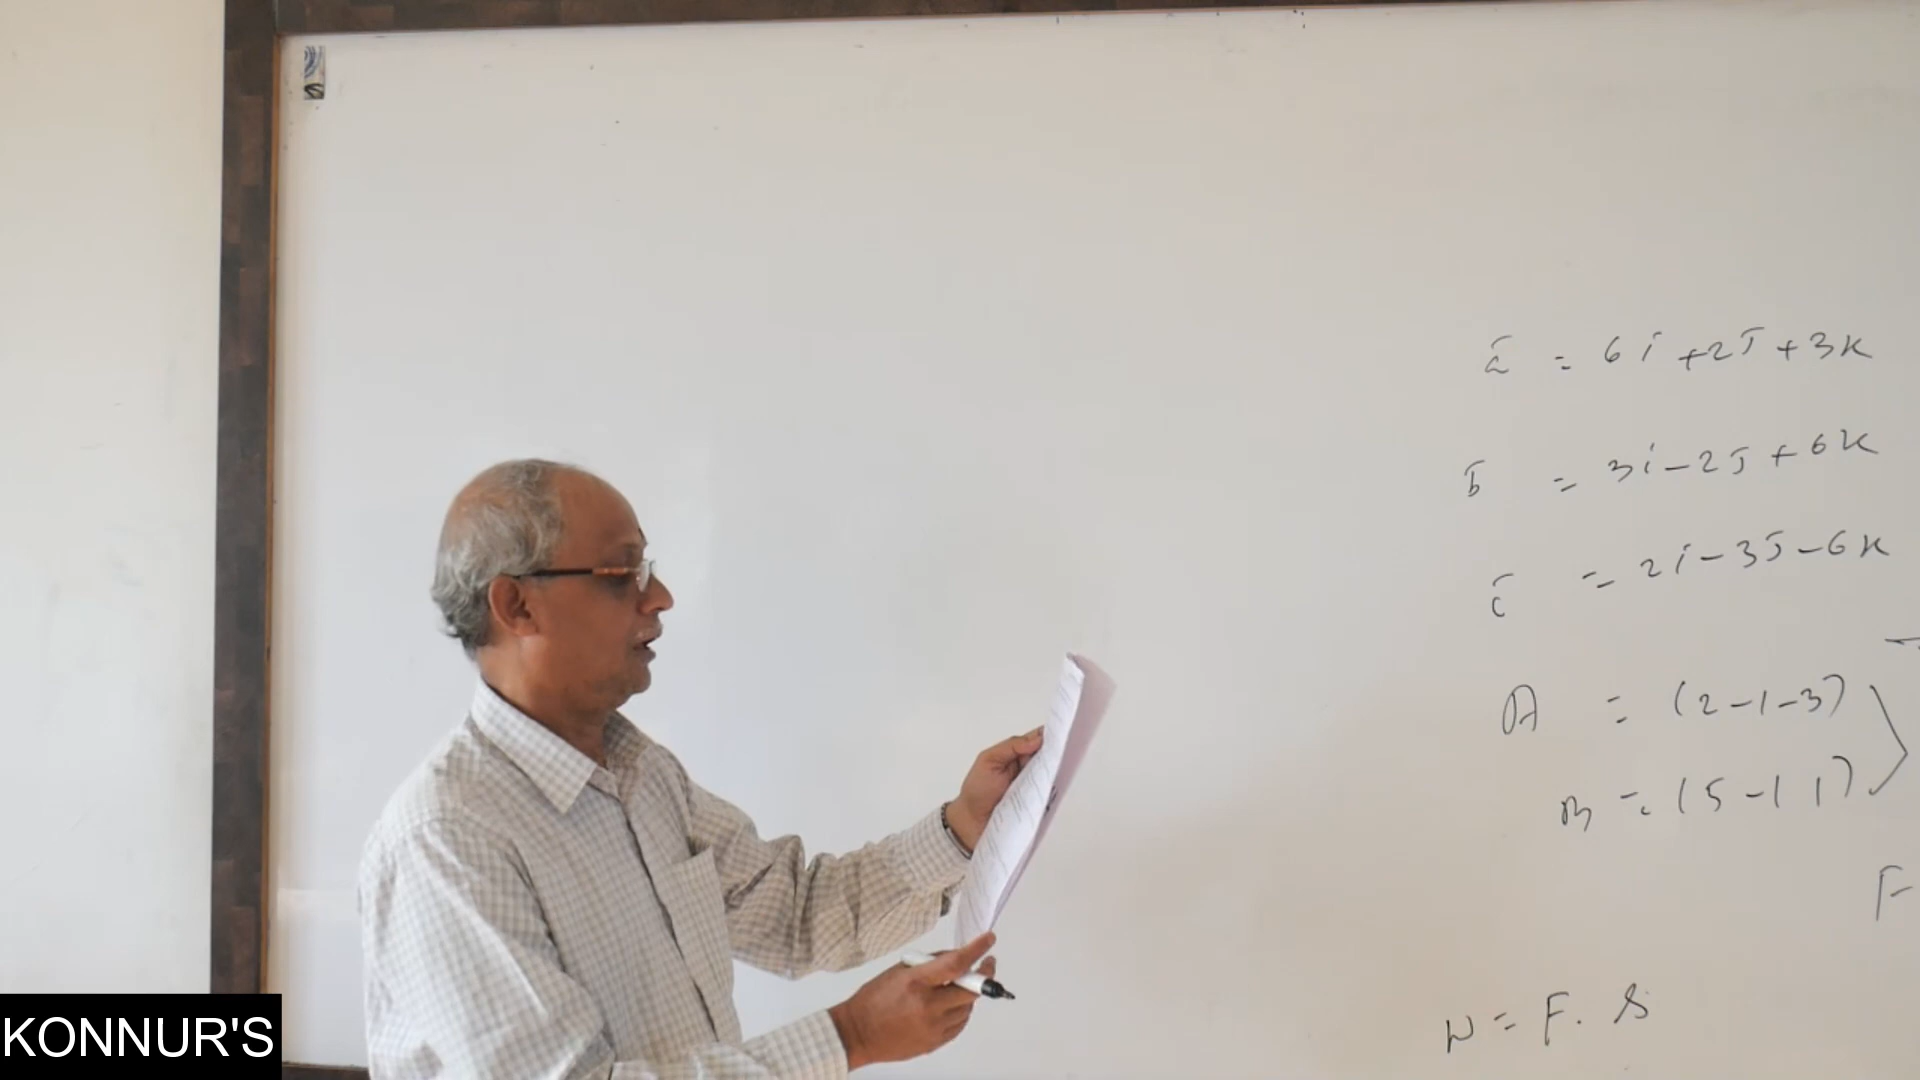 ā = 6i + 2J + 3K
b̄ = 3i - 2J + 6K
c̄ = 2i - 3J - 6K
A = (2 -1 -3)
B = (5 -1 1)
F
W = F. S
KONNUR'S